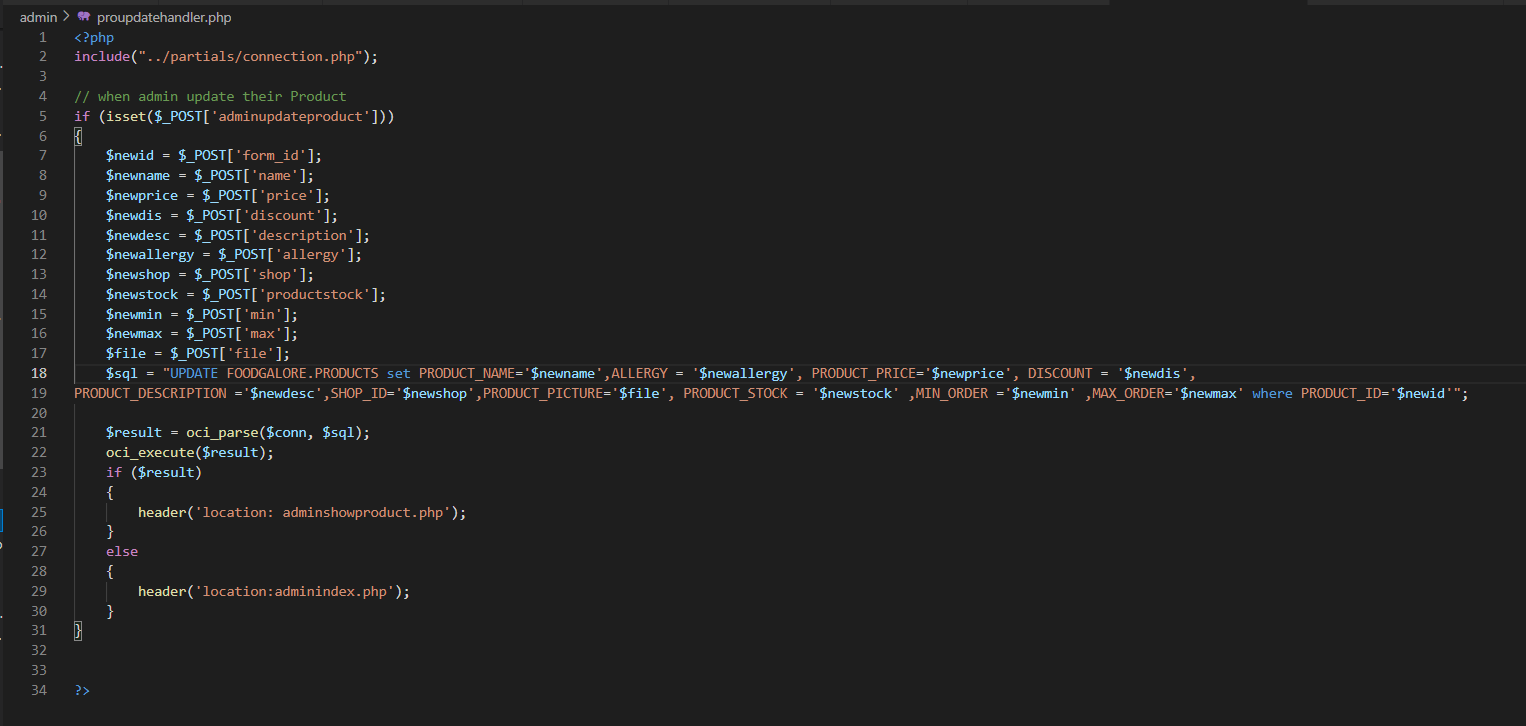 admin > proupdatehandler.php
1 <?php
2 include("../partials/connection.php");
3
4 // when admin update their Product
5 if (isset($_POST['adminupdateproduct']))
6 {
7 $newid = $_POST['form_id'];
8 $newname = $_POST['name'];
9 $newprice = $_POST['price'];
10 $newdis = $_POST['discount'];
11 $newdesc = $_POST['description'];
12 $newallergy = $_POST['allergy'];
13 $newshop = $_POST['shop'];
14 $newstock = $_POST['productstock'];
15 $newmin = $_POST['min'];
16 $newmax = $_POST['max'];
17 $file = $_POST['file'];
18 $sql = "UPDATE FOODGALORE.PRODUCTS set PRODUCT_NAME='$newname',ALLERGY = '$newallergy', PRODUCT_PRICE='$newprice', DISCOUNT = '$newdis',
19 PRODUCT_DESCRIPTION ='$newdesc',SHOP_ID='$newshop',PRODUCT_PICTURE='$file', PRODUCT_STOCK = '$newstock' ,MIN_ORDER ='$newmin' ,MAX_ORDER='$newmax' where PRODUCT_ID='$newid'";
20
21 $result = oci_parse($conn, $sql);
22 oci_execute($result);
23 if ($result)
24 {
25 header('location: adminshowproduct.php');
26 }
27 else
28 {
29 header('location:adminindex.php');
30 }
31 }
32
33
34 ?>